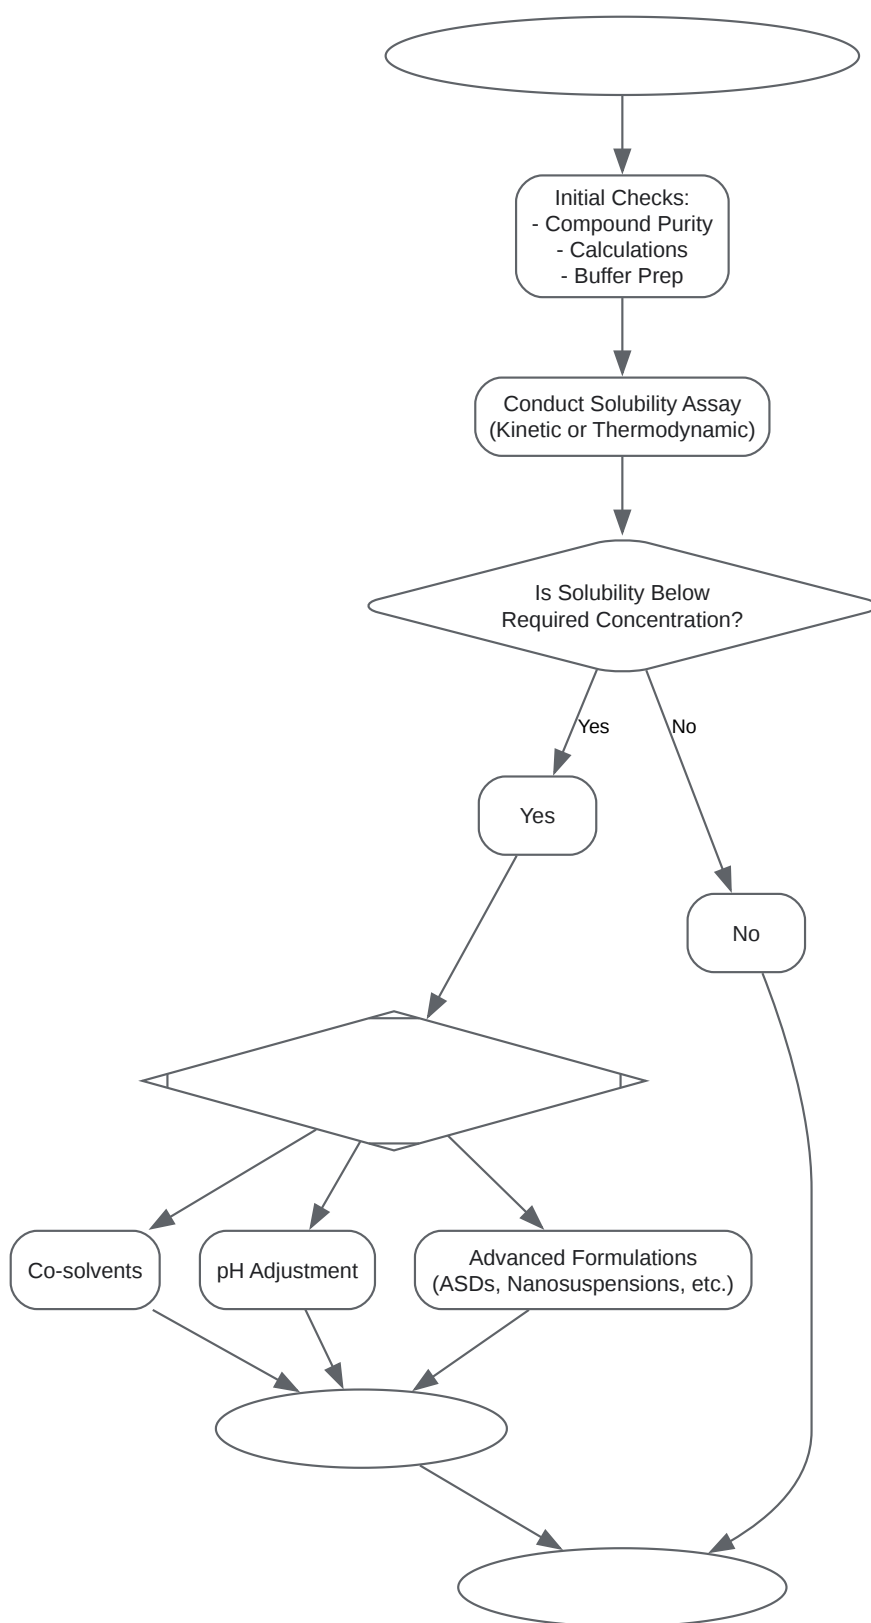 Initial Checks:
- Compound Purity
- Calculations
- Buffer Prep
Conduct Solubility Assay
(Kinetic or Thermodynamic)
Is Solubility Below
Required Concentration?
Yes
No
Yes
No
Co-solvents
pH Adjustment
Advanced Formulations
(ASDs, Nanosuspensions, etc.)